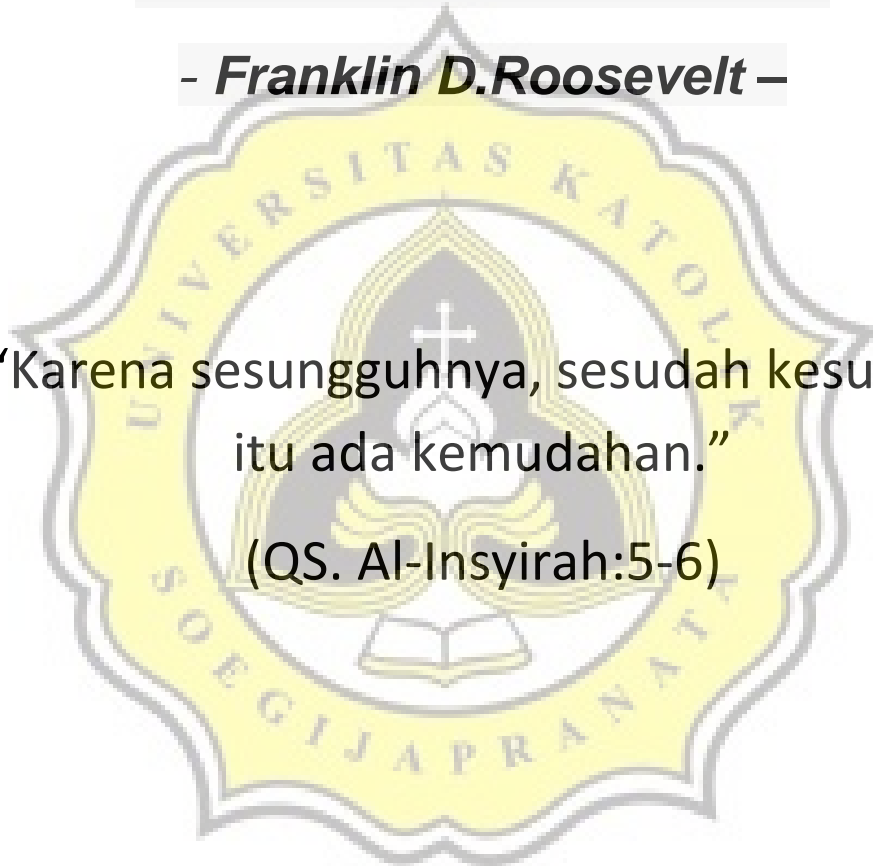 - Franklin D.Roosevelt –
“Karena sesungguhnya, sesudah kesu
itu ada kemudahan.”
(QS. Al-Insyirah:5-6)
UNIVERSITAS KATOLIK
SOEGIJAPRANATA